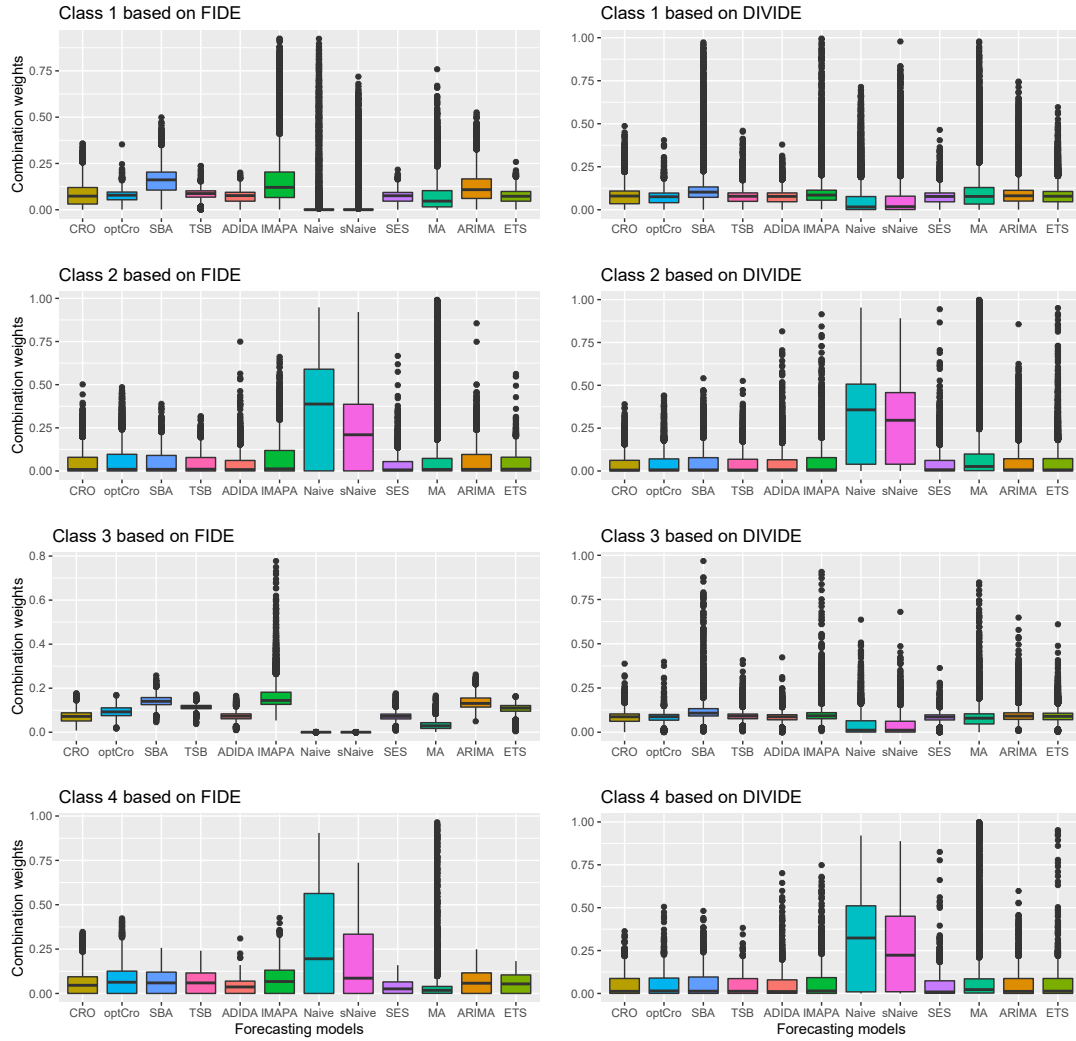 Class 1 based on FIDE
Combination weights
0.75
0.50
0.25
0.00
CRO optCro SBA TSB ADIDA IMAPA Naive sNaive SES MA ARIMA ETS
Class 1 based on DIVIDE
1.00
0.75
0.50
0.25
0.00
CRO optCro SBA TSB ADIDA IMAPA Naive sNaive SES MA ARIMA ETS
Class 2 based on FIDE
Combination weights
1.00
0.75
0.50
0.25
0.00
CRO optCro SBA TSB ADIDA IMAPA Naive sNaive SES MA ARIMA ETS
Class 2 based on DIVIDE
1.00
0.75
0.50
0.25
0.00
CRO optCro SBA TSB ADIDA IMAPA Naive sNaive SES MA ARIMA ETS
Class 3 based on FIDE
Combination weights
0.8
0.6
0.4
0.2
0.0
CRO optCro SBA TSB ADIDA IMAPA Naive sNaive SES MA ARIMA ETS
Class 3 based on DIVIDE
1.00
0.75
0.50
0.25
0.00
CRO optCro SBA TSB ADIDA IMAPA Naive sNaive SES MA ARIMA ETS
Class 4 based on FIDE
Combination weights
1.00
0.75
0.50
0.25
0.00
CRO optCro SBA TSB ADIDA IMAPA Naive sNaive SES MA ARIMA ETS
Forecasting models
Class 4 based on DIVIDE
1.00
0.75
0.50
0.25
0.00
CRO optCro SBA TSB ADIDA IMAPA Naive sNaive SES MA ARIMA ETS
Forecasting models